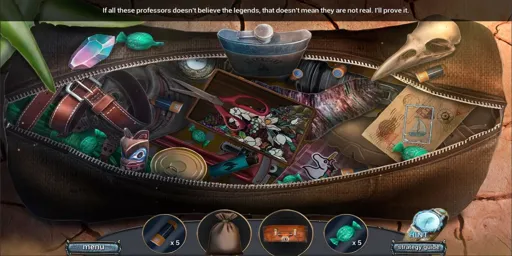 If all these professors doesn't believe the legends, that doesn't mean they are not real. I'll prove it.
x 5
x 5
menu
HINT
strategy guide